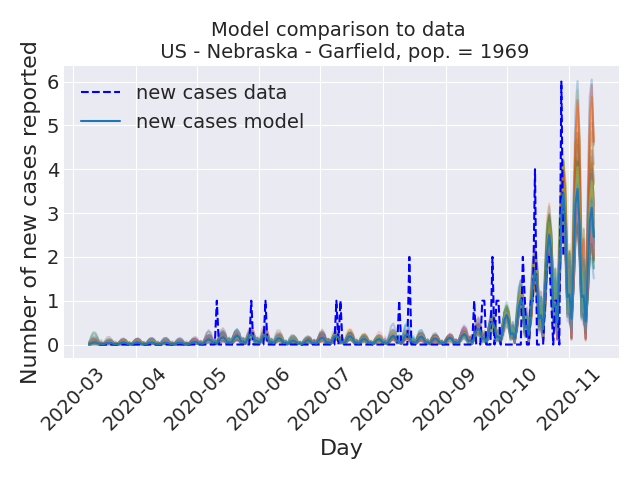 Model comparison to data
US - Nebraska - Garfield, pop. = 1969
Number of new cases reported
6
5
4
3
2
1
0
new cases data
new cases model
2020-03
2020-04
2020-05
2020-06
2020-07
2020-08
2020-09
2020-10
2020-11
Day